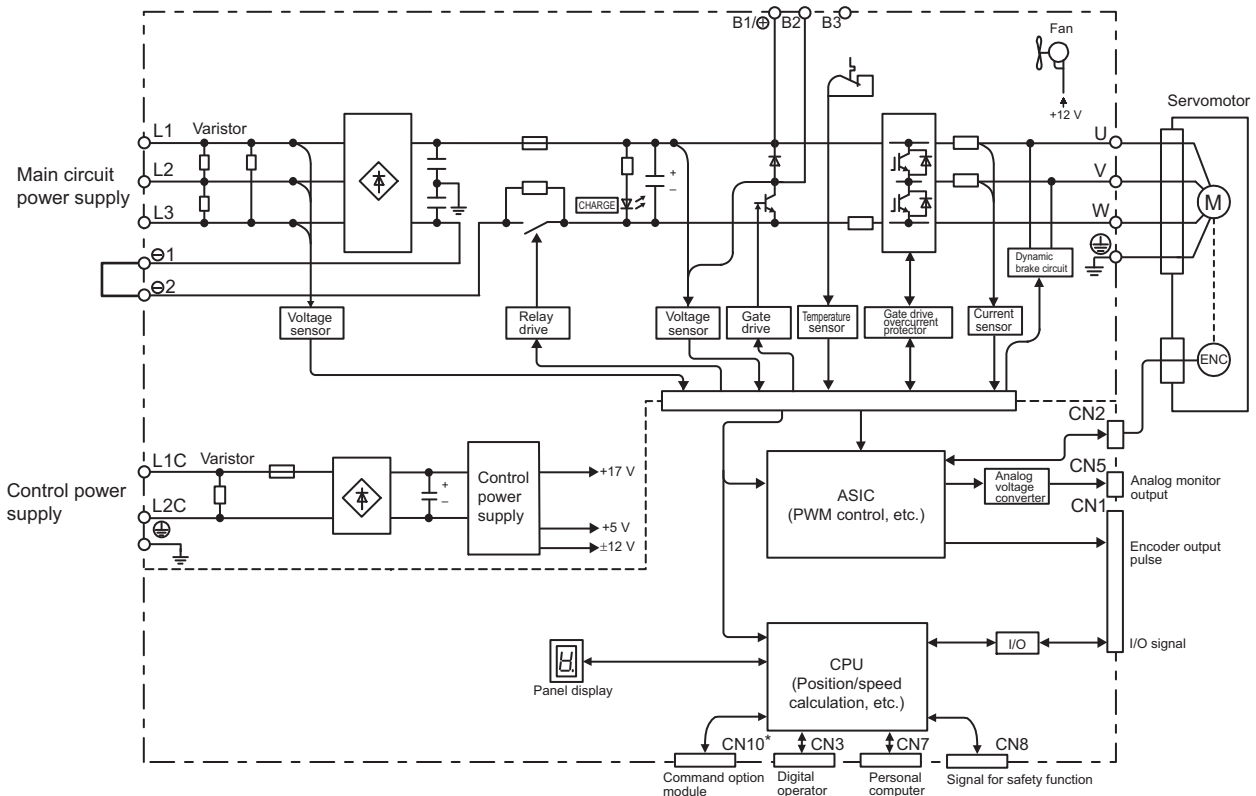 B1/⊕ B2 B3
Fan
+12 V
Servomotor
Main circuit
power supply
L1
Varistor
L2
L3
⊖1
⊖2
+
–
CHARGE
U
V
W
M
ENC
Dynamic
brake circuit
Voltage
sensor
Relay
drive
Voltage
sensor
Gate
drive
Temperature
sensor
Gate drive
overcurrent
protector
Current
sensor
Control power
supply
L1C
Varistor
L2C
+
–
Control
power
supply
+17 V
+5 V
±12 V
ASIC
(PWM control, etc.)
Analog
voltage
converter
CN2
CN5
Analog monitor
output
CN1
Encoder output
pulse
I/O
I/O signal
CPU
(Position/speed
calculation, etc.)
Panel display
CN10*
CN3
CN7
CN8
Command option
module
Digital
operator
Personal
computer
Signal for safety function